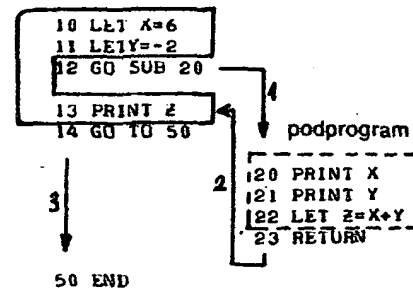 10 LET X=6
11 LETY=-2
12 GO SUB 20
13 PRINT Z
14 GO TO 50
1
podprogram
2
20 PRINT X
21 PRINT Y
22 LET Z=X+Y
23 RETURN
3
50 END